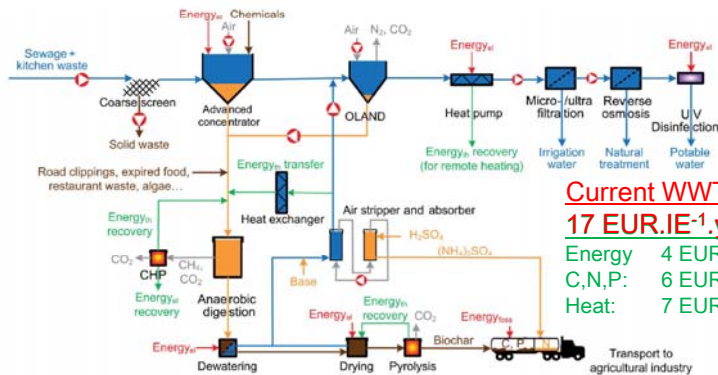 Energyel
Air
Chemicals
Air
N2, CO2
Energyel
Energyel
Sewage +
kitchen waste
Coarse screen
Advanced
concentrator
OLAND
Heat pump
Micro-/ultra
filtration
Reverse
osmosis
UV
Disinfection
Solid waste
Energyth recovery
(for remote heating)
Irrigation
water
Natural
treatment
Potable
water
Road clippings, expired food,
restaurant waste, algae...
Energyth transfer
Heat exchanger
Energyth
recovery
Air stripper and absorber
H2SO4
(NH4)2SO4
CO2
CHP
CH4,
CO2
Energyel
recovery
Anaerobic
digestion
Base
Current WWT
17 EUR.IE-1.y
Energy 4 EUR
C,N,P: 6 EUR
Heat: 7 EUR
Energyth
recovery
CO2
Energyel
Energyel
Dewatering
Drying
Pyrolysis
Biochar
Energyfoss
C, P, N
Transport to
agricultural industry